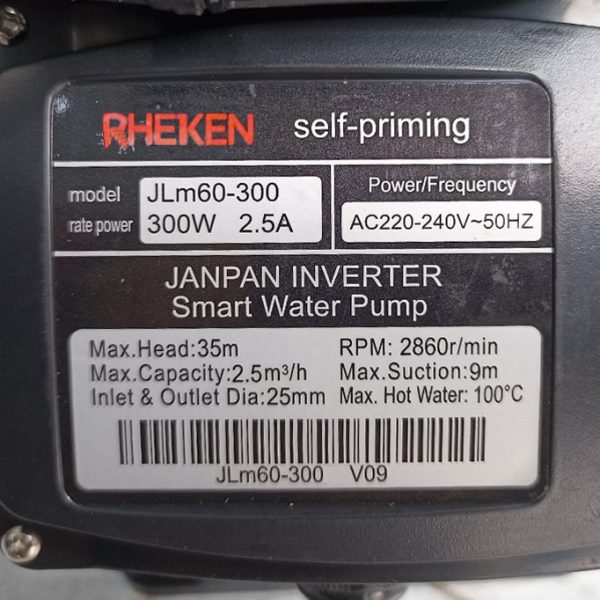 RHEKEN self-priming
model JLm60-300
rate power 300W 2.5A
Power/Frequency
AC220-240V~50HZ
JANPAN INVERTER
Smart Water Pump
Max.Head:35m RPM: 2860r/min
Max.Capacity:2.5m³/h Max.Suction:9m
Inlet & Outlet Dia:25mm Max. Hot Water: 100°C
JLm60-300 V09